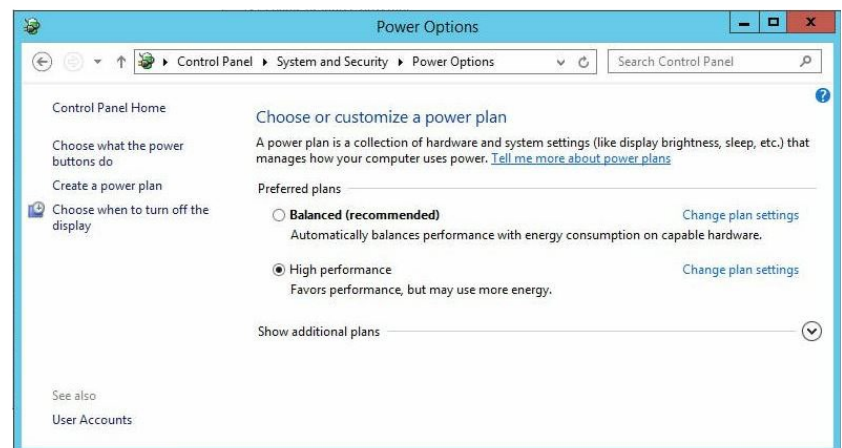 Power Options
Control Panel ▸ System and Security ▸ Power Options
Search Control Panel
Control Panel Home
Choose what the power
buttons do
Create a power plan
Choose when to turn off the
display
See also
User Accounts
Choose or customize a power plan
A power plan is a collection of hardware and system settings (like display brightness, sleep, etc.) that
manages how your computer uses power. Tell me more about power plans
Preferred plans
Balanced (recommended) Change plan settings
Automatically balances performance with energy consumption on capable hardware.
High performance Change plan settings
Favors performance, but may use more energy.
Show additional plans